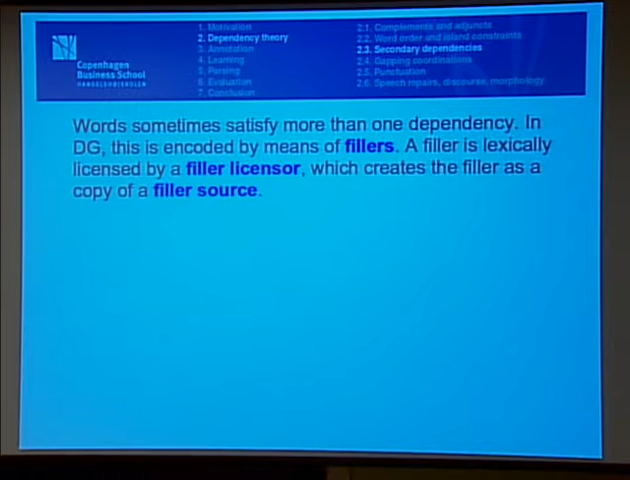 Copenhagen
Business School
HANDELSHØJSKOLEN
1. Motivation
2. Dependency theory
3. Annotation
4. Learning
5. Parsing
6. Evaluation
7. Conclusion
2.1. Complements and adjuncts
2.2. Word order and island constraints
2.3. Secondary dependencies
2.4. Gapping coordinations
2.5. Punctuation
2.6. Speech repairs, discourse, morphology
Words sometimes satisfy more than one dependency. In
DG, this is encoded by means of fillers. A filler is lexically
licensed by a filler licensor, which creates the filler as a
copy of a filler source.